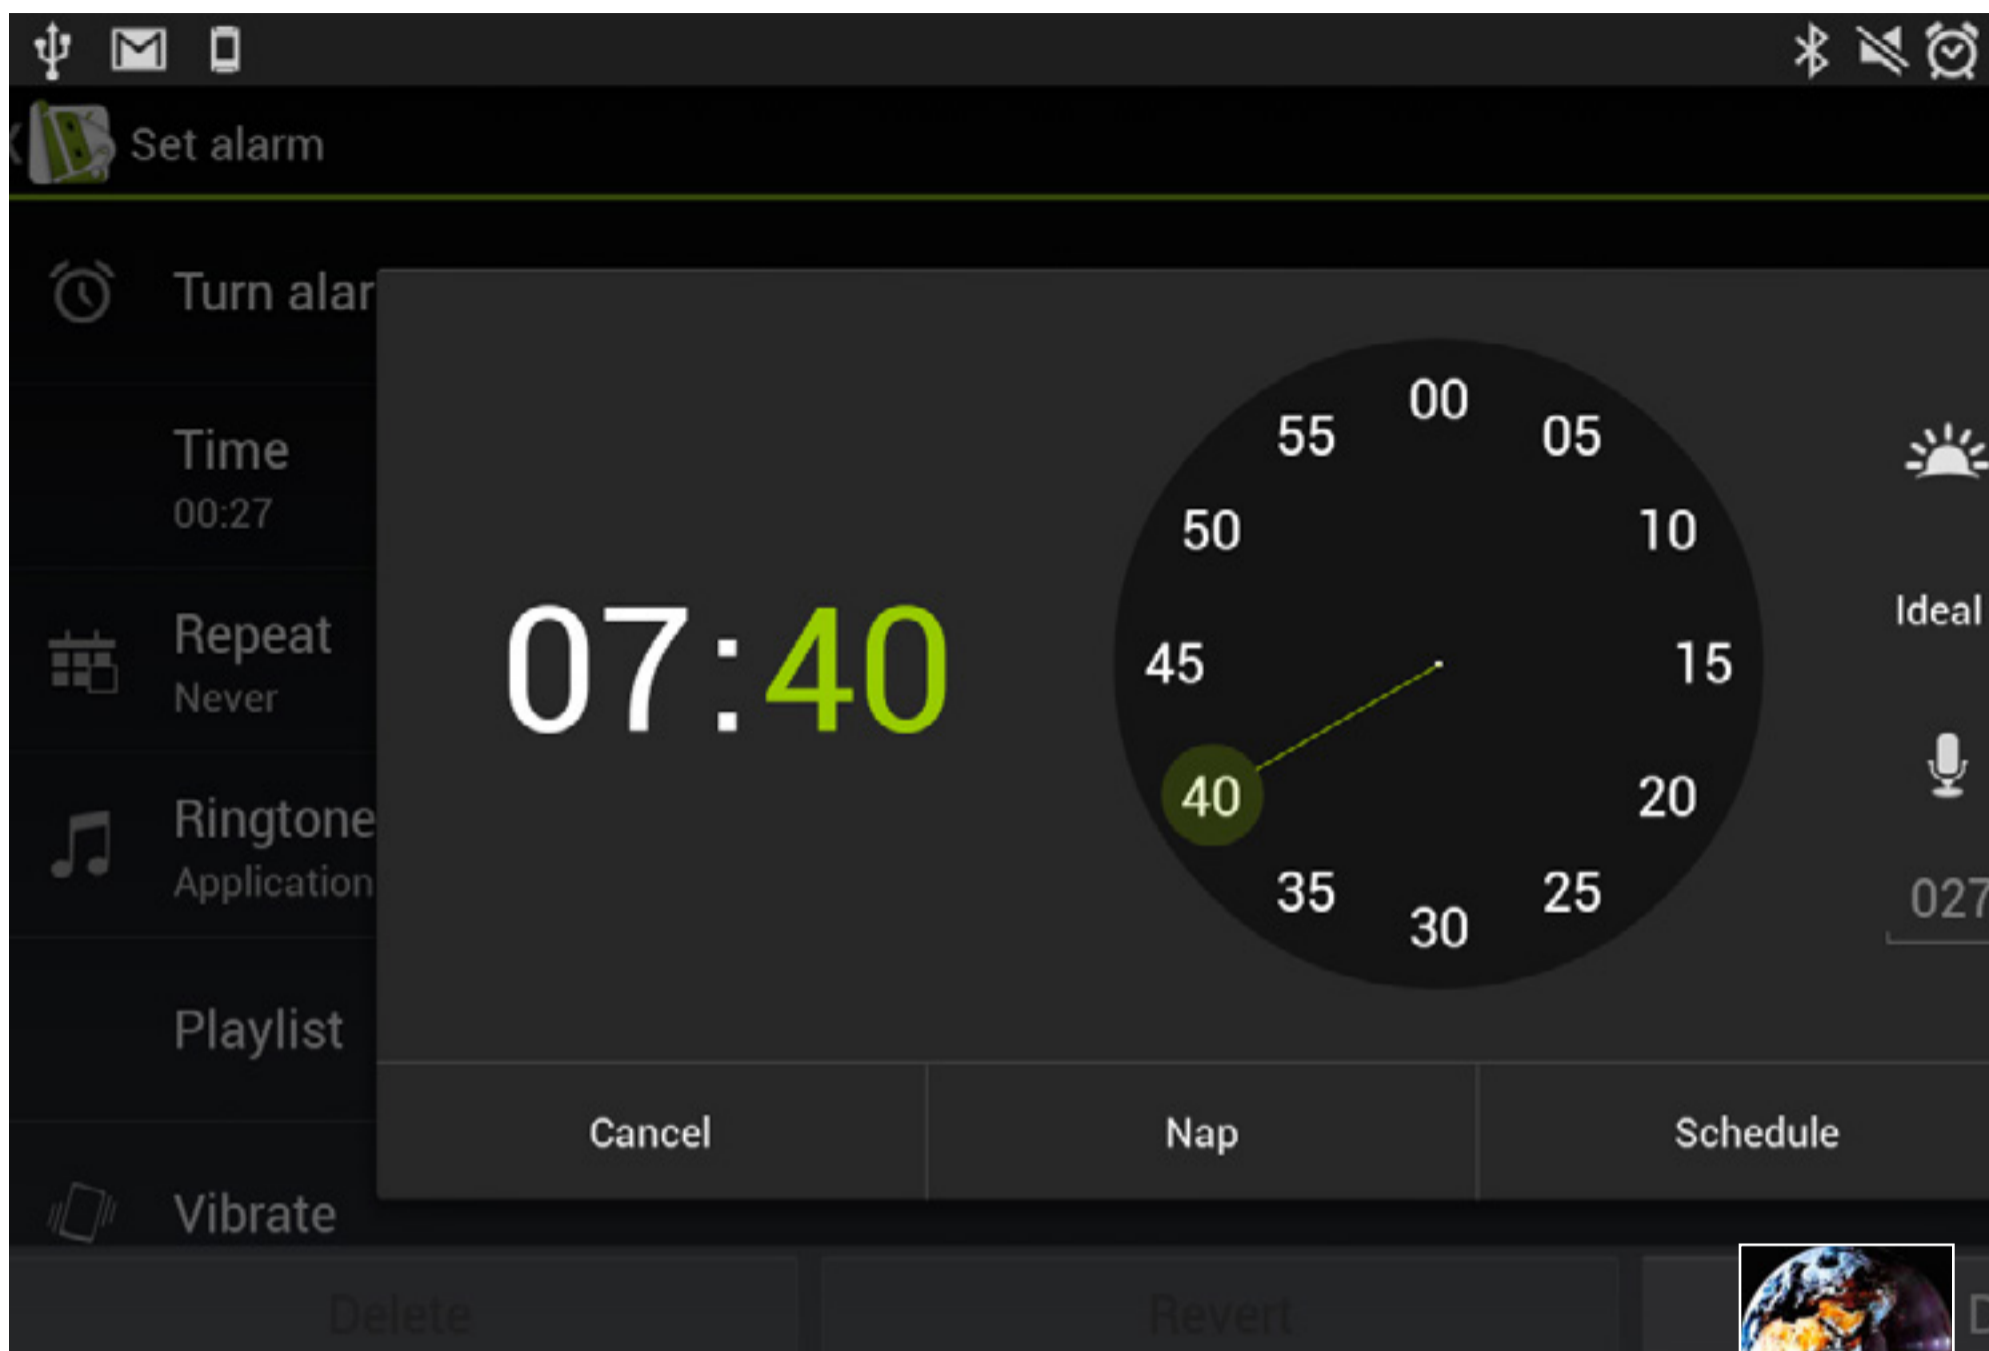 Set alarm
Turn alar
Time
00:27
Repeat
Never
Ringtone
Application
Playlist
Vibrate
07:40
00
05
10
15
20
25
30
35
40
45
50
55
Ideal
027
Cancel
Nap
Schedule
Delete
Revert
D